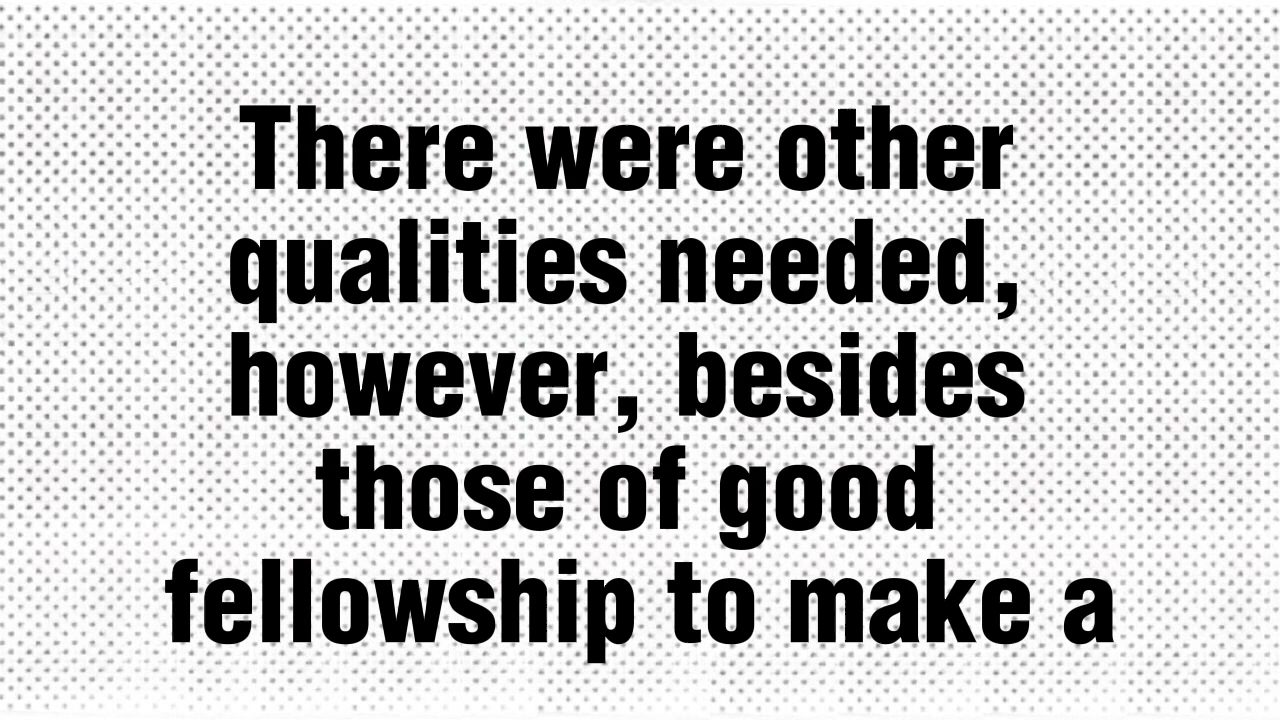 There were other
qualities needed,
however, besides
those of good
fellowship to make a